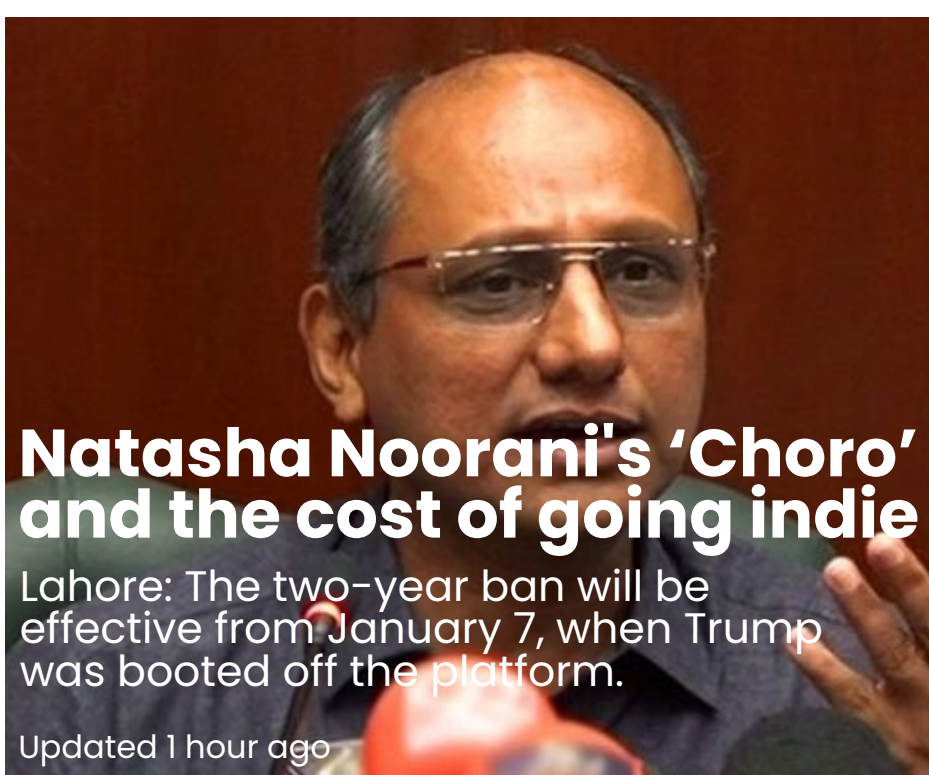 Natasha Noorani's ‘Choro’
and the cost of going indie
Lahore: The two-year ban will be
effective from January 7, when Trump
was booted off the platform.
Updated 1 hour ago